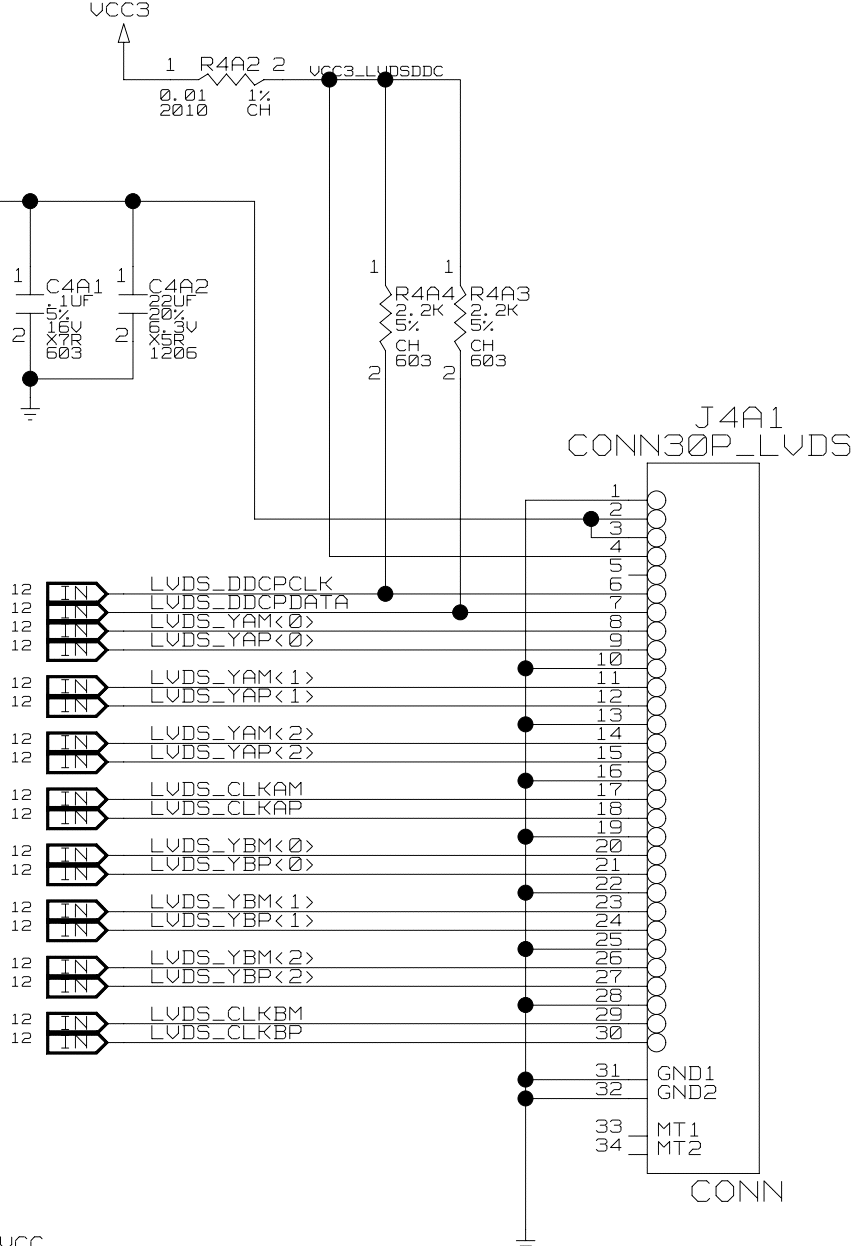 VCC3
1 R4A2 2
VCC3_LVDSDDC
0.01 1%
2010 CH
1 C4A1
.1UF
5%
16V
2 X7R
603
1 C4A2
22UF
20%
6.3V
2 X5R
1206
1 R4A4
2.2K
5%
CH
603
2
1 R4A3
2.2K
5%
CH
603
2
J4A1
CONN30P_LVDS
1
2
3
4
5
12 IN LVDS_DDCPCLK 6
12 IN LVDS_DDCPDATA 7
12 IN LVDS_YAM<0> 8
12 IN LVDS_YAP<0> 9
10
12 IN LVDS_YAM<1> 11
12 IN LVDS_YAP<1> 12
13
12 IN LVDS_YAM<2> 14
12 IN LVDS_YAP<2> 15
16
12 IN LVDS_CLKAM 17
12 IN LVDS_CLKAP 18
19
12 IN LVDS_YBM<0> 20
12 IN LVDS_YBP<0> 21
22
12 IN LVDS_YBM<1> 23
12 IN LVDS_YBP<1> 24
25
12 IN LVDS_YBM<2> 26
12 IN LVDS_YBP<2> 27
28
12 IN LVDS_CLKBM 29
12 IN LVDS_CLKBP 30
31 GND1
32 GND2
33 MT1
34 MT2
CONN
VCC